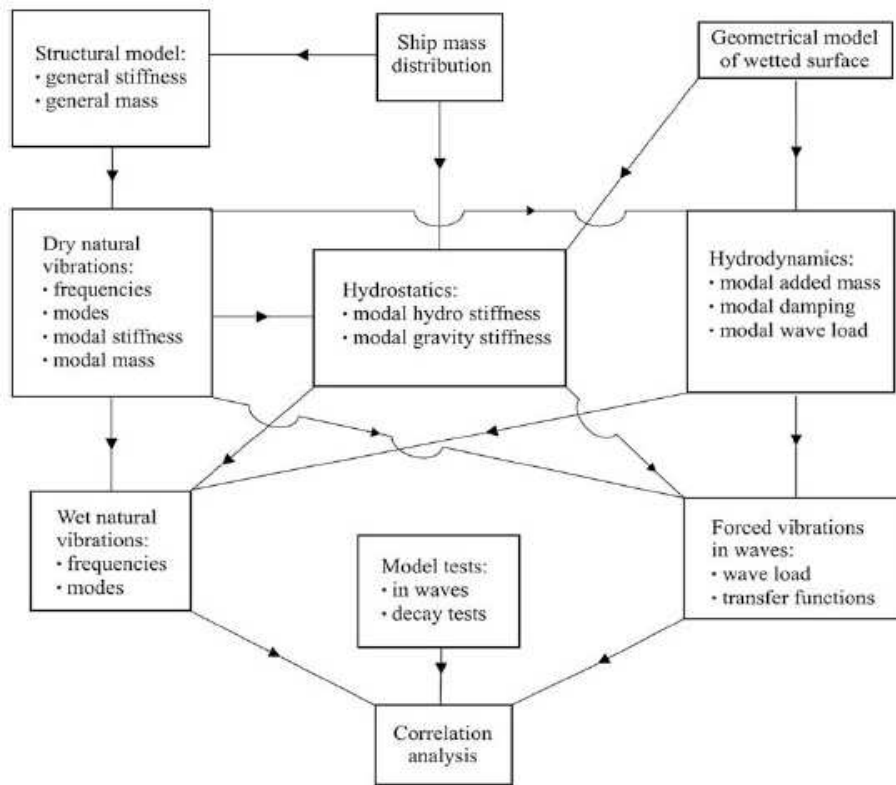 Structural model:
• general stiffness
• general mass
Ship mass
distribution
Geometrical model
of wetted surface
Dry natural
vibrations:
• frequencies
• modes
• modal stiffness
• modal mass
Hydrostatics:
• modal hydro stiffness
• modal gravity stiffness
Hydrodynamics:
• modal added mass
• modal damping
• modal wave load
Wet natural
vibrations:
• frequencies
• modes
Model tests:
• in waves
• decay tests
Forced vibrations
in waves:
• wave load
• transfer functions
Correlation
analysis